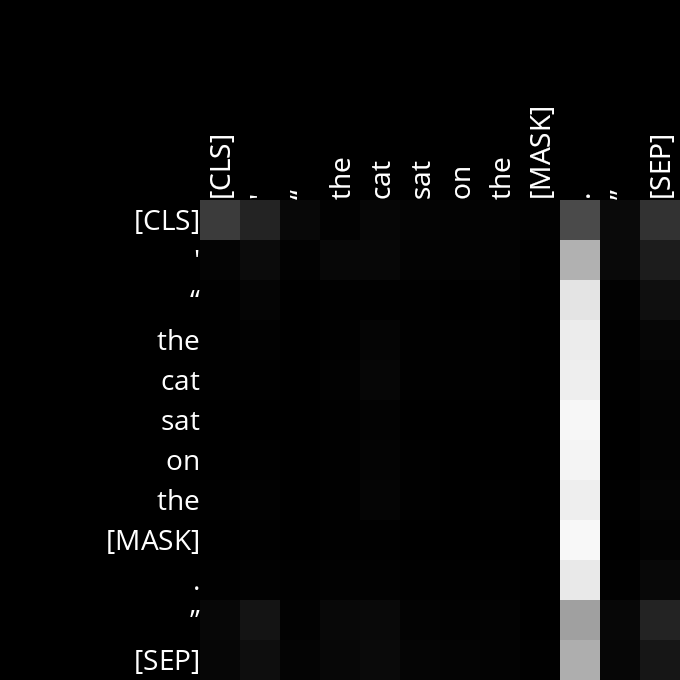 [CLS] ' “ the cat sat on the [MASK] . ” [SEP]
[CLS]
'
“
the
cat
sat
on
the
[MASK]
.
”
[SEP]